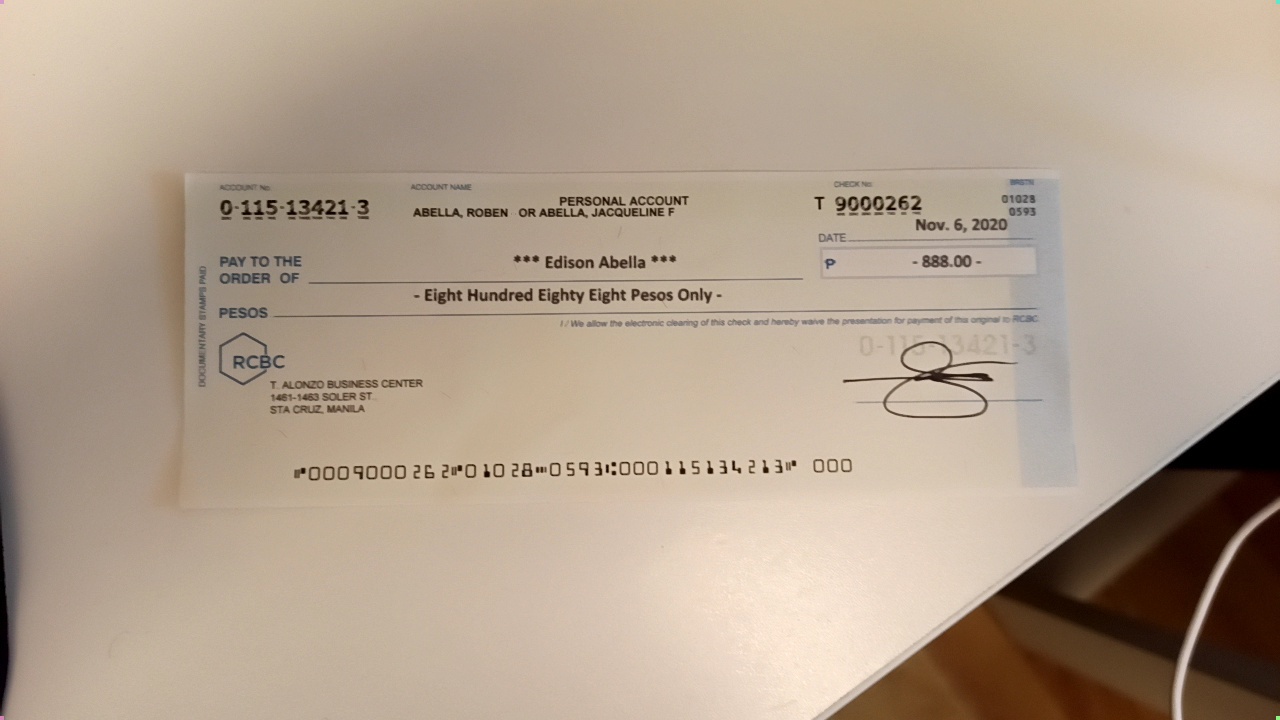 ACCOUNT No.
ACCOUNT NAME
CHECK No.
BRSTN
0-115-13421-3
PERSONAL ACCOUNT
ABELLA, ROBEN OR ABELLA, JACQUELINE F
T 9000262
01028
0593
Nov. 6, 2020
DATE
PAY TO THE
ORDER OF
*** Edison Abella ***
P - 888.00 -
PESOS
- Eight Hundred Eighty Eight Pesos Only -
I / We allow the electronic clearing of this check and hereby waive the presentation for payment of this original to RCBC.
DOCUMENTARY STAMPS PAID
RCBC
0-115-13421-3
T. ALONZO BUSINESS CENTER
1461-1463 SOLER ST.
STA CRUZ, MANILA
⑈0009000262⑈01028⑉0593⑆000115134213⑈ 000